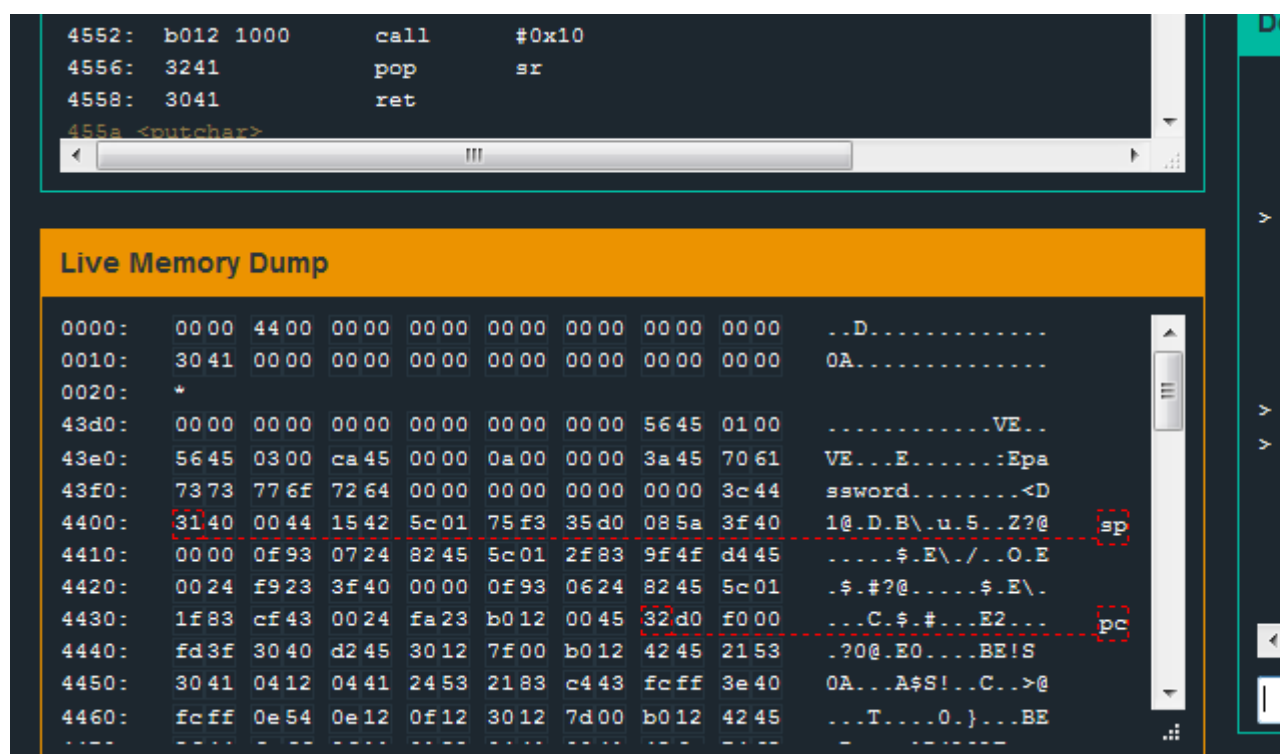 4552: b012 1000 call #0x10
4556: 3241 pop sr
4558: 3041 ret
455a <putchar>
Live Memory Dump
0000: 0000 4400 0000 0000 0000 0000 0000 0000 ..D.............
0010: 3041 0000 0000 0000 0000 0000 0000 0000 0A..............
0020: *
43d0: 0000 0000 0000 0000 0000 0000 5645 0100 ............VE..
43e0: 5645 0300 ca45 0000 0a00 0000 3a45 7061 VE...E......:Epa
43f0: 7373 776f 7264 0000 0000 0000 0000 3c44 ssword........<D
4400: 3140 0044 1542 5c01 75f3 35d0 085a 3f40 1@.D.B\.u.5..Z?@ sp
4410: 0000 0f93 0724 8245 5c01 2f83 9f4f d445 .....$.E\./..O.E
4420: 0024 f923 3f40 0000 0f93 0624 8245 5c01 .$.#?@.....$.E\.
4430: 1f83 cf43 0024 fa23 b012 0045 32d0 f000 ...C.$.#...E2... pc
4440: fd3f 3040 d245 3012 7f00 b012 4245 2153 .?0@.E0....BE!S
4450: 3041 0412 0441 2453 2183 c443 fcff 3e40 0A...A$S!..C..>@
4460: fcff 0e54 0e12 0f12 3012 7d00 b012 4245 ...T....0.}...BE
>
>
>